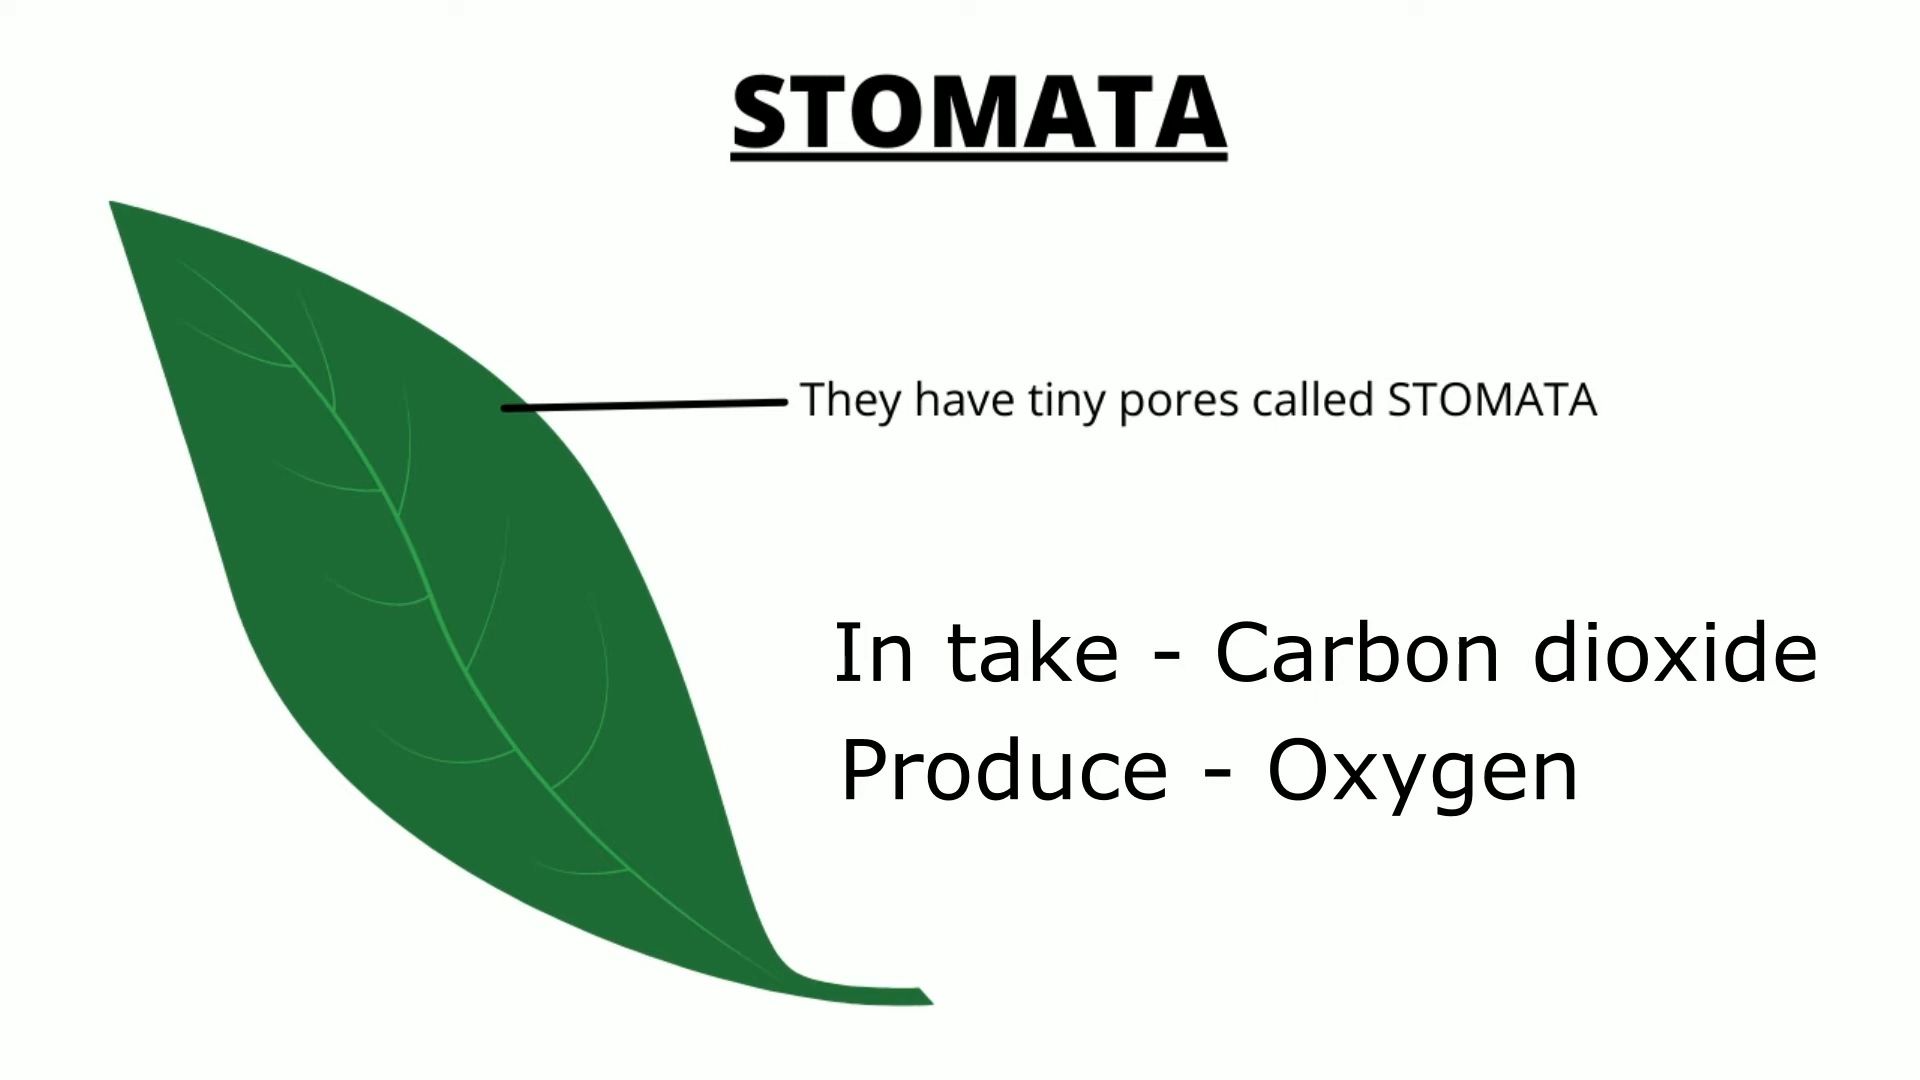 STOMATA
They have tiny pores called STOMATA
In take - Carbon dioxide
Produce - Oxygen